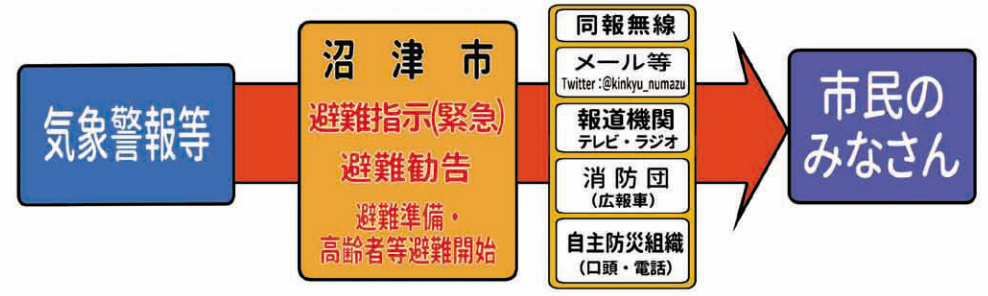 気象警報等
沼津市
避難指示(緊急)
避難勧告
避難準備・
高齢者等避難開始
同報無線
メール等
Twitter:@kinkyu_numazu
報道機関
テレビ・ラジオ
消防団
(広報車)
自主防災組織
(口頭・電話)
市民の
みなさん